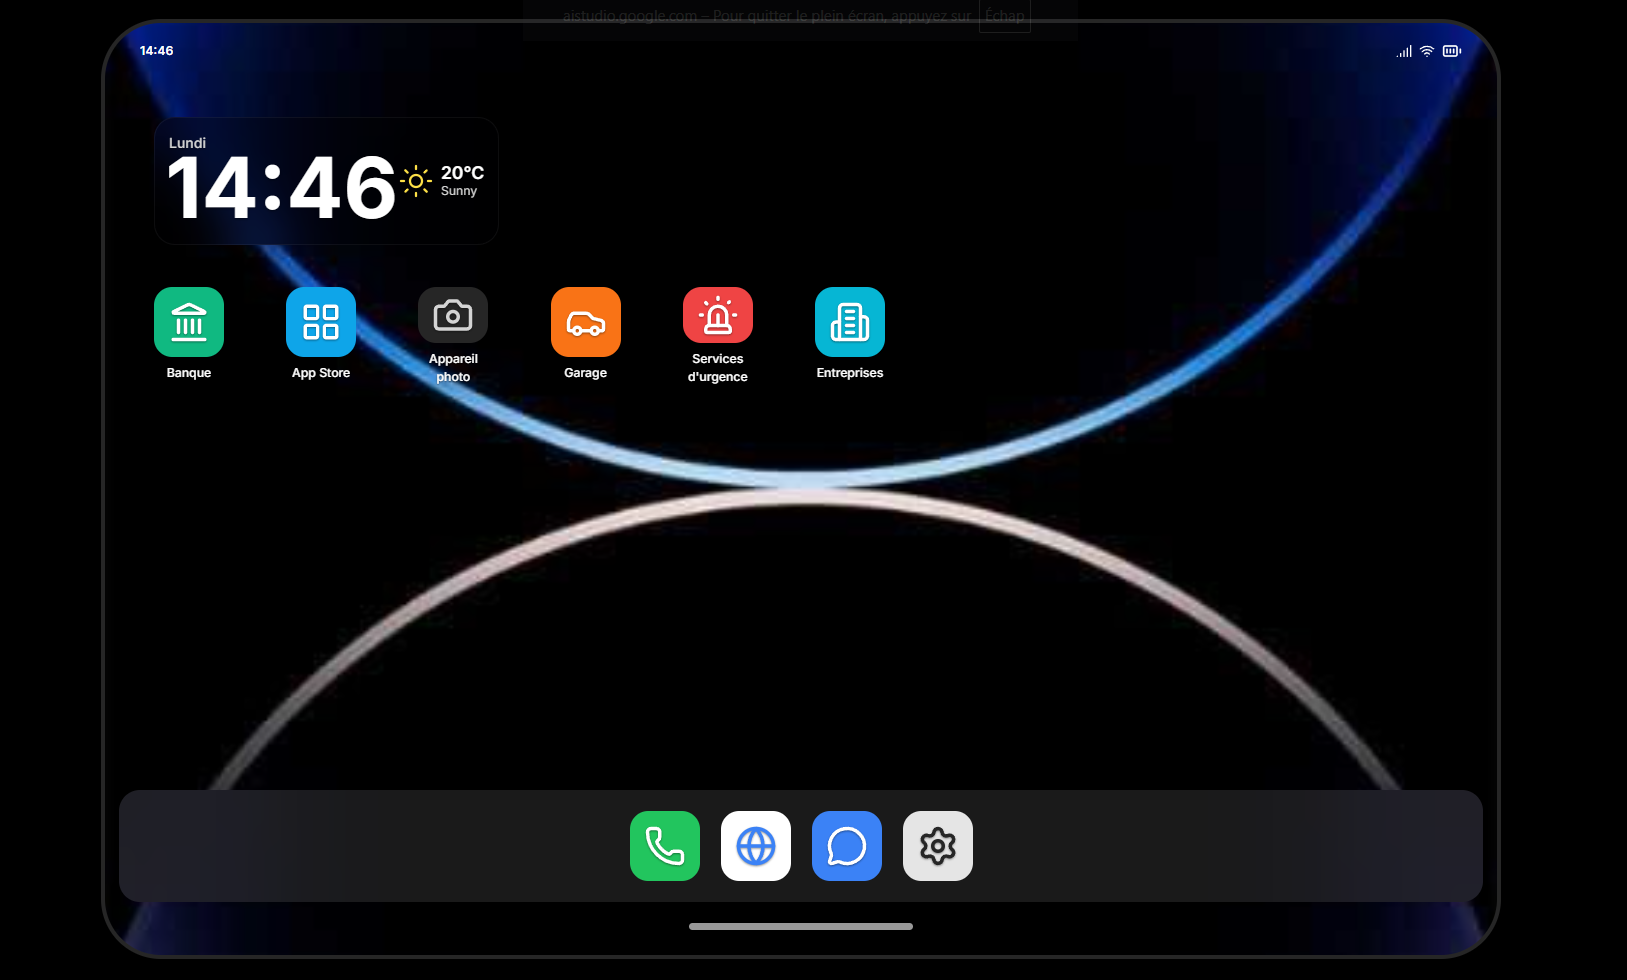 aistudio.google.com – Pour quitter le plein écran, appuyez sur Échap
14:46
Lundi
14:46
20°C
Sunny
Banque
App Store
Appareil
photo
Garage
Services
d'urgence
Entreprises